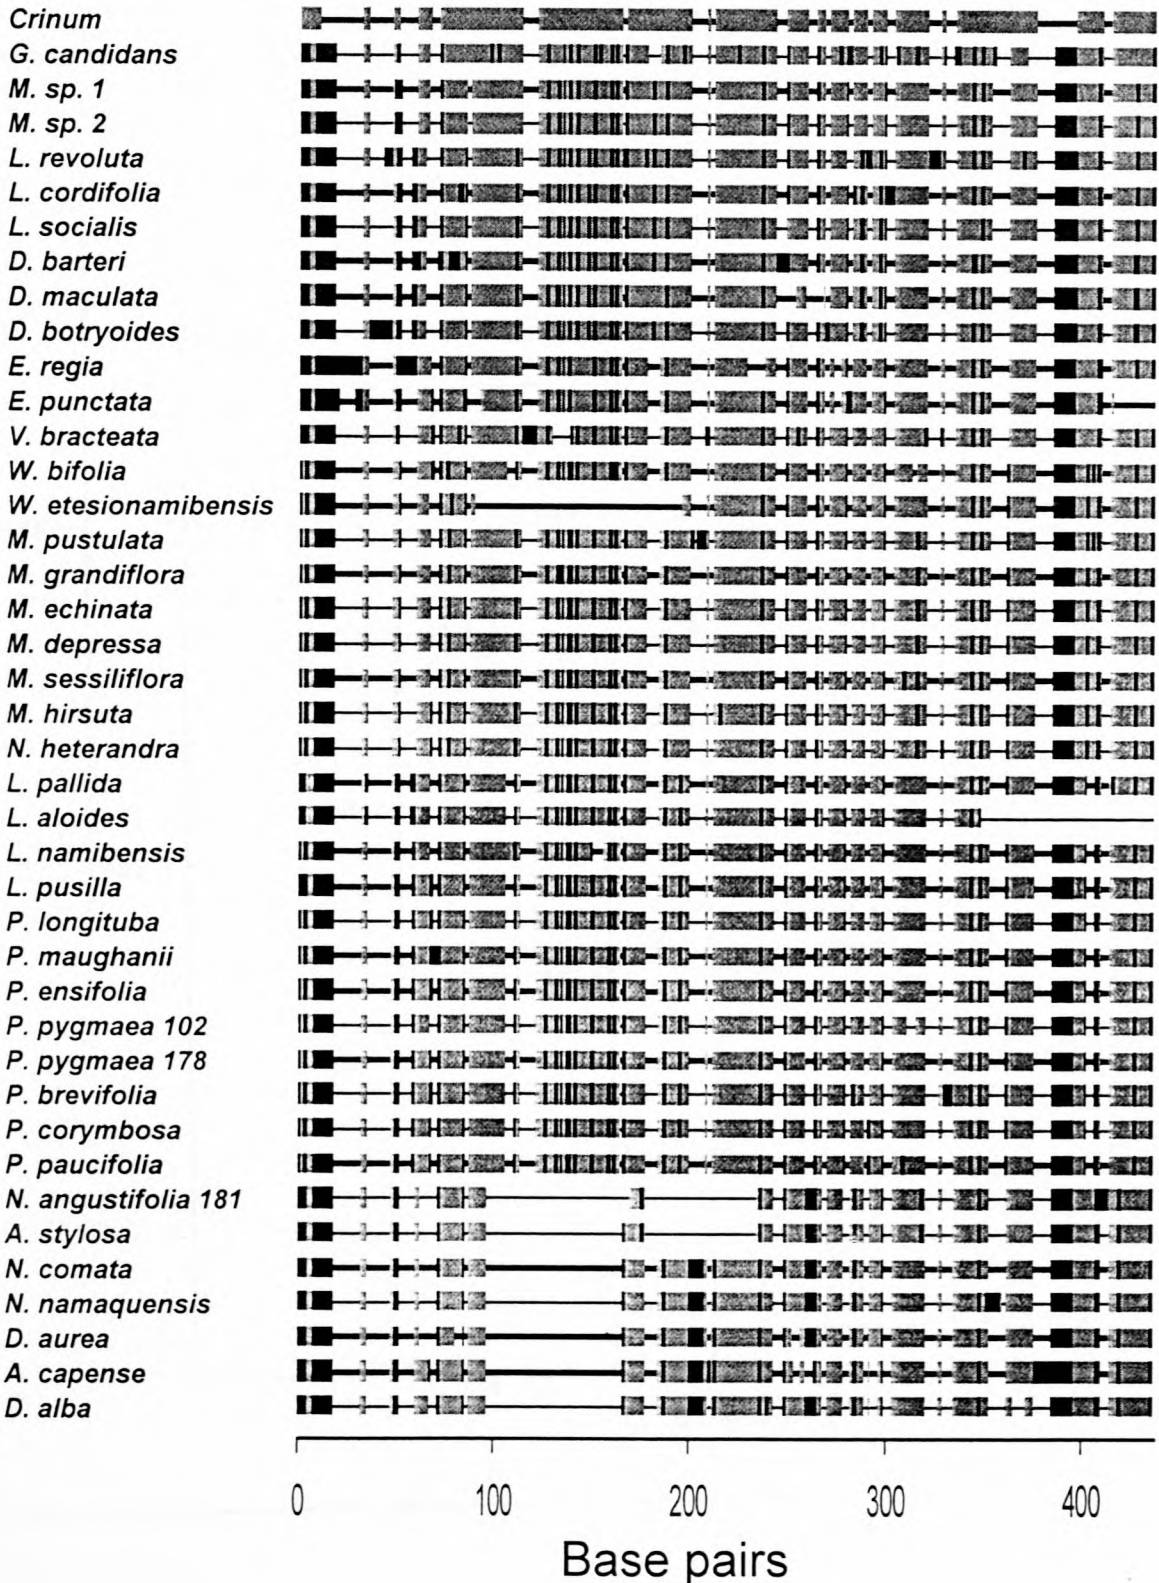 Crinum
G. candidans
M. sp. 1
M. sp. 2
L. revoluta
L. cordifolia
L. socialis
D. barteri
D. maculata
D. botryoides
E. regia
E. punctata
V. bracteata
W. bifolia
W. etesionamibensis
M. pustulata
M. grandiflora
M. echinata
M. depressa
M. sessiliflora
M. hirsuta
N. heterandra
L. pallida
L. aloides
L. namibensis
L. pusilla
P. longituba
P. maughanii
P. ensifolia
P. pygmaea 102
P. pygmaea 178
P. brevifolia
P. corymbosa
P. paucifolia
N. angustifolia 181
A. stylosa
N. comata
N. namaquensis
D. aurea
A. capense
D. alba
0 100 200 300 400
Base pairs